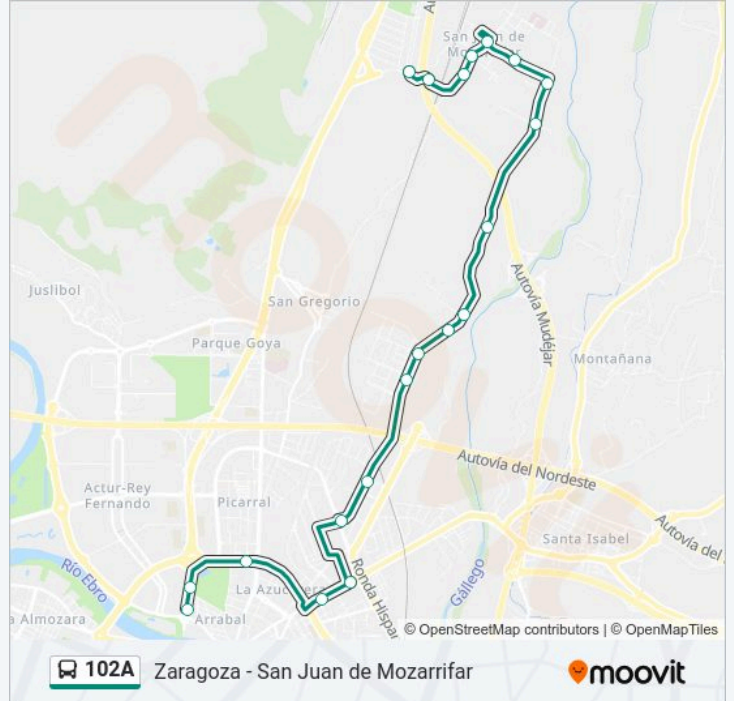 Au
San Juan de
San Gregorio
Juslibol
Parque Goya
Autovía Mudéjar
Montañana
Autovía del Nordeste
Actur-Rey
Fernando
Picarral
Santa Isabel
Autovía del
Río Ebro
La Azucarera
Ronda Hispa
Gállego
a Almozara
Arrabal
© OpenStreetMap contributors | © OpenMapTiles
102A Zaragoza - San Juan de Mozarrifar
moovit